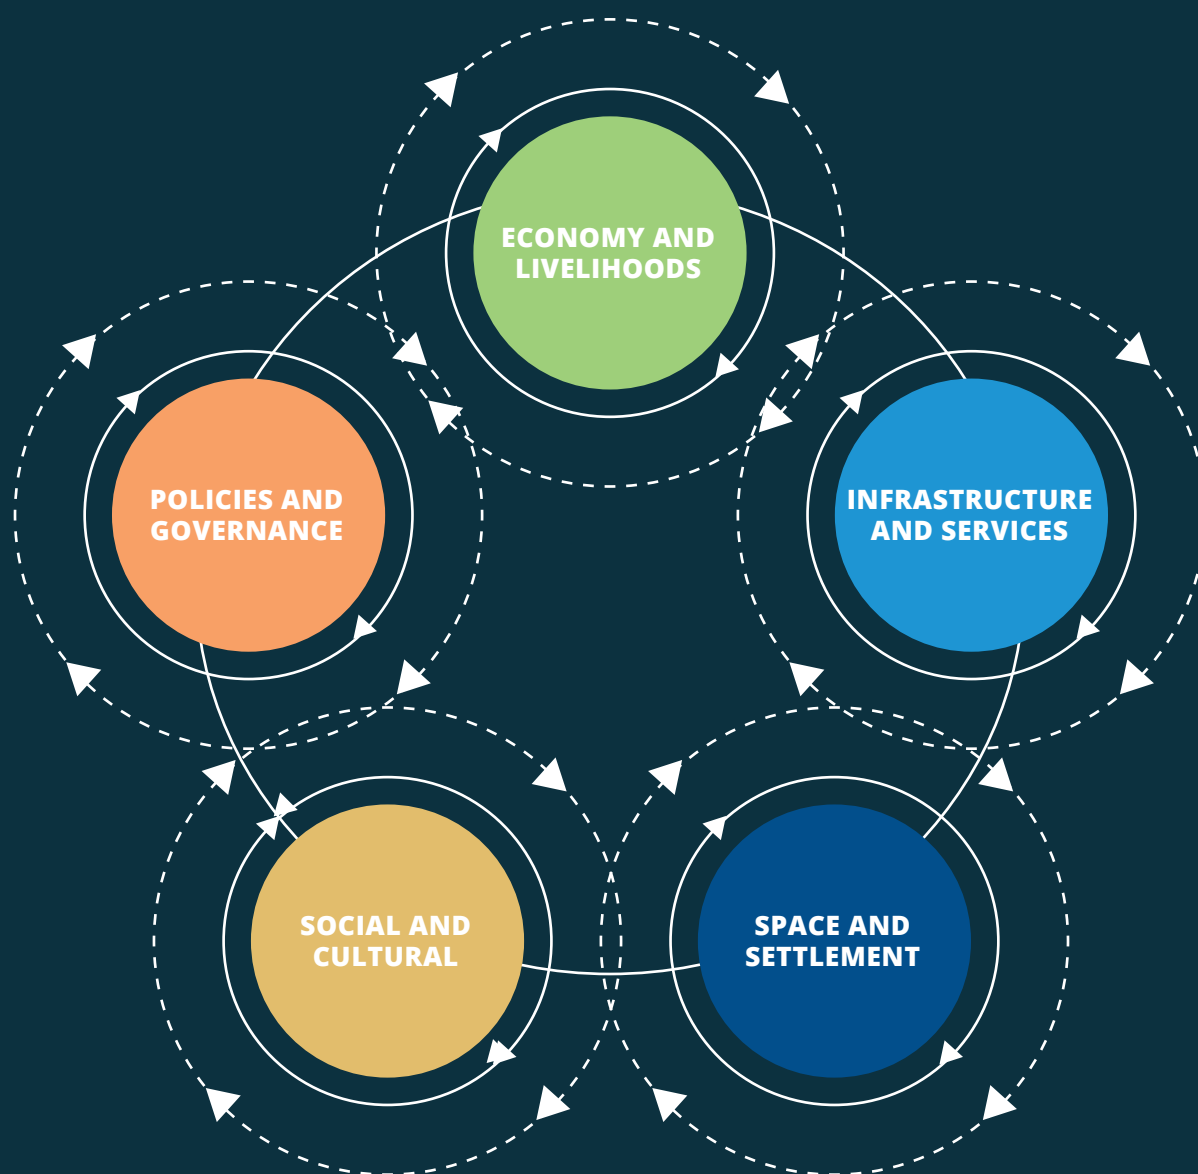 ECONOMY AND
LIVELIHOODS
POLICIES AND
GOVERNANCE
INFRASTRUCTURE
AND SERVICES
SOCIAL AND
CULTURAL
SPACE AND
SETTLEMENT